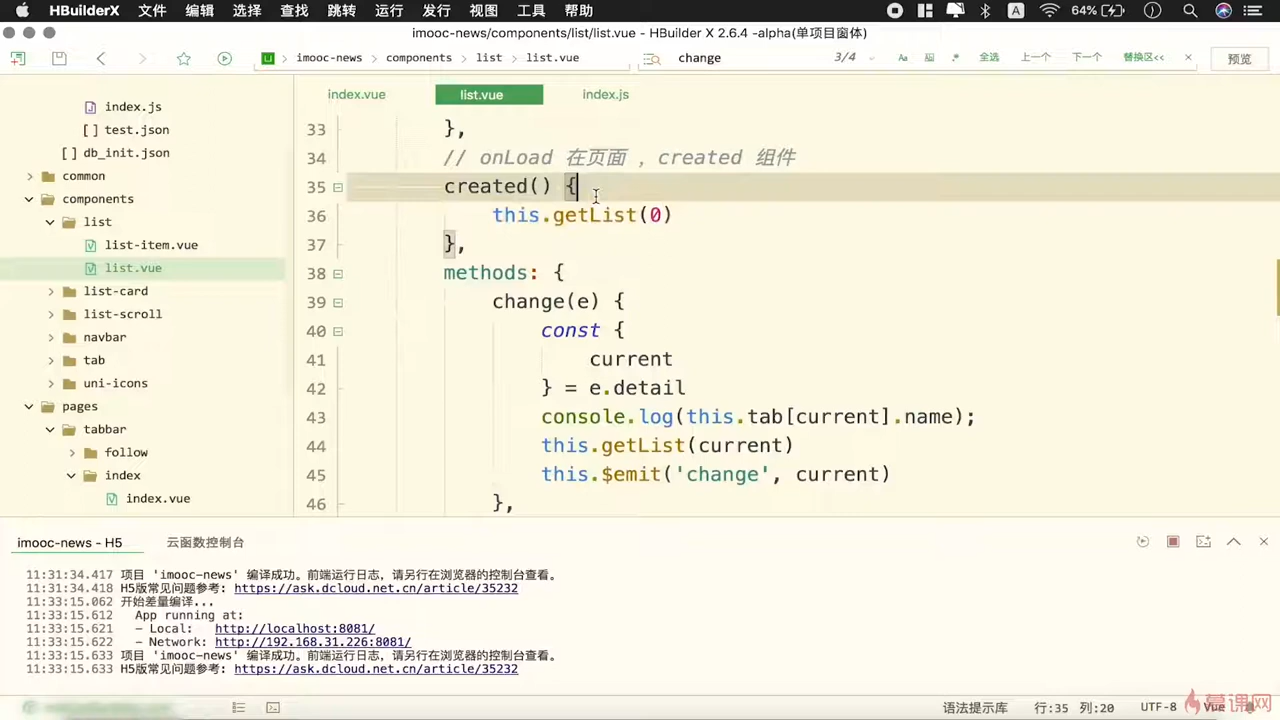 HBuilderX 文件 编辑 选择 查找 跳转 运行 发行 视图 工具 帮助 64%
imooc-news/components/list/list.vue - HBuilder X 2.6.4 -alpha(单项目窗体)
imooc-news components list list.vue change 3/4 Aa .* 全选 上一个 下一个 替换区<< 预览
index.vue list.vue index.js
index.js
[ ] test.json
[ ] db_init.json
common
components
list
list-item.vue
list.vue
list-card
list-scroll
navbar
tab
uni-icons
pages
tabbar
follow
index
index.vue
33 },
34 // onLoad 在页面 , created 组件
35 created() {
36 this.getList(0)
37 },
38 methods: {
39 change(e) {
40 const {
41 current
42 } = e.detail
43 console.log(this.tab[current].name);
44 this.getList(current)
45 this.$emit('change', current)
46 },
imooc-news - H5 云函数控制台
11:31:34.417 项目 'imooc-news' 编译成功。前端运行日志，请另行在浏览器的控制台查看。
11:31:34.418 H5版常见问题参考: https://ask.dcloud.net.cn/article/35232
11:33:15.062 开始差量编译...
11:33:15.612 App running at:
11:33:15.621 - Local: http://localhost:8081/
11:33:15.622 - Network: http://192.168.31.226:8081/
11:33:15.633 项目 'imooc-news' 编译成功。前端运行日志，请另行在浏览器的控制台查看。
11:33:15.633 H5版常见问题参考: https://ask.dcloud.net.cn/article/35232
语法提示库 行:35 列:20 UTF-8 Vue
慕课网